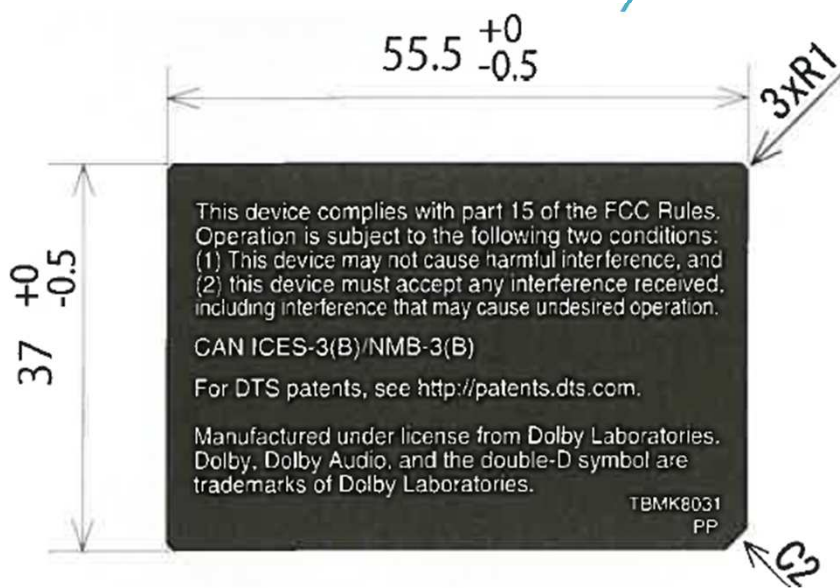 55.5 +0 -0.5
3xR1
37 +0 -0.5
This device complies with part 15 of the FCC Rules.
Operation is subject to the following two conditions:
(1) This device may not cause harmful interference, and
(2) this device must accept any interference received,
including interference that may cause undesired operation.
CAN ICES-3(B)/NMB-3(B)
For DTS patents, see http://patents.dts.com.
Manufactured under license from Dolby Laboratories.
Dolby, Dolby Audio, and the double-D symbol are
trademarks of Dolby Laboratories.
TBMK8031
PP
C2